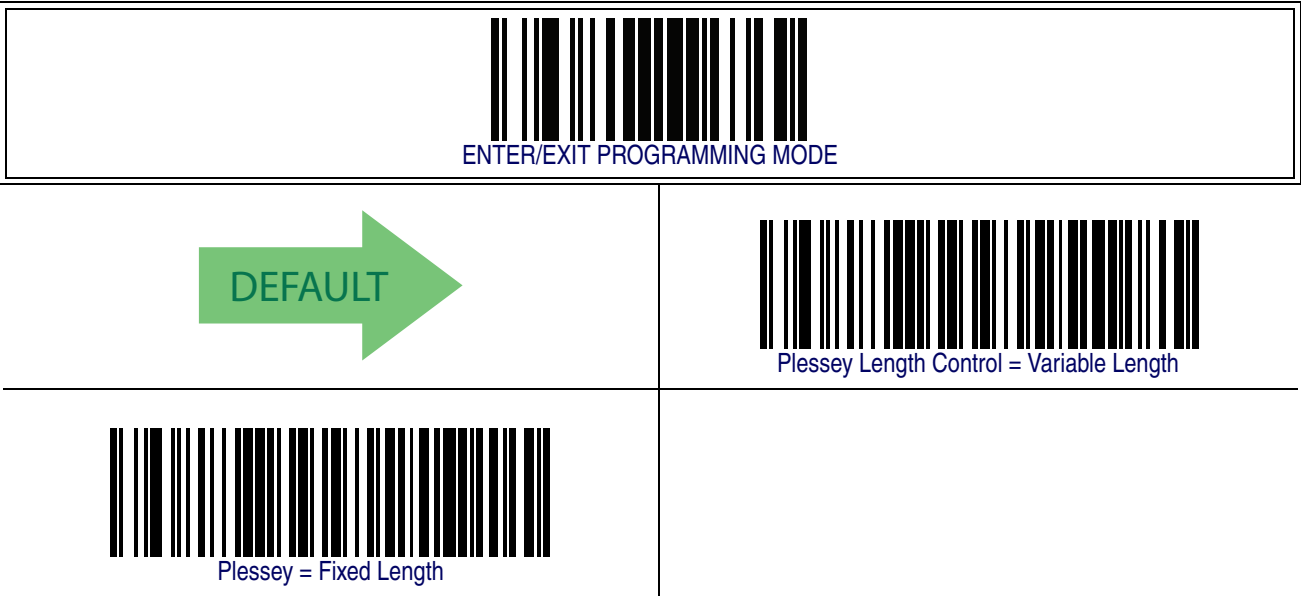 ENTER/EXIT PROGRAMMING MODE
DEFAULT
Plessey Length Control = Variable Length
Plessey = Fixed Length